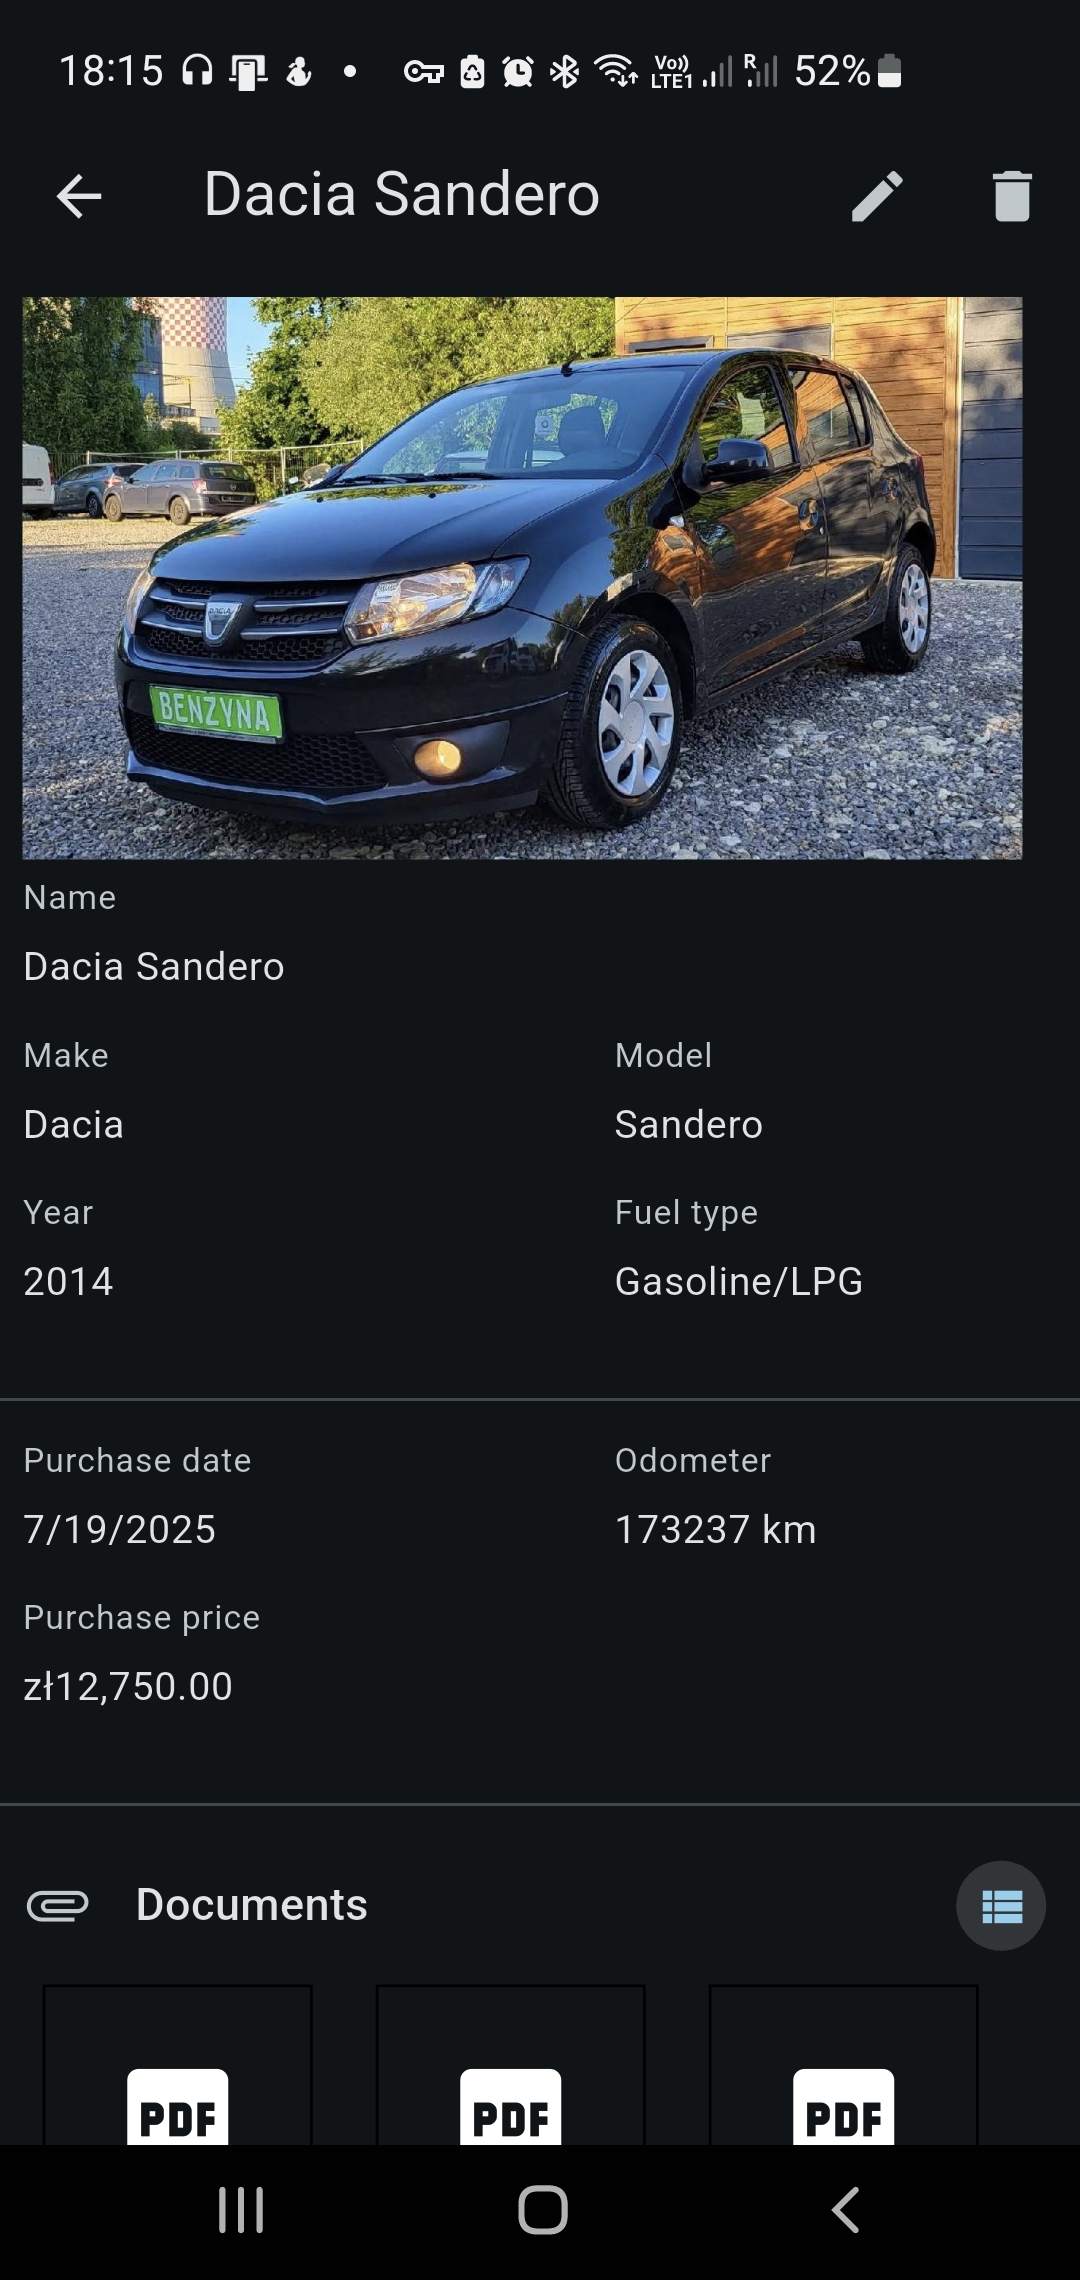 18:15 Vo)) LTE1 R 52%
Dacia Sandero
DACIA
BENZYNA
Name
Dacia Sandero
Make Model
Dacia Sandero
Year Fuel type
2014 Gasoline/LPG
Purchase date Odometer
7/19/2025 173237 km
Purchase price
zł12,750.00
Documents
PDF PDF PDF